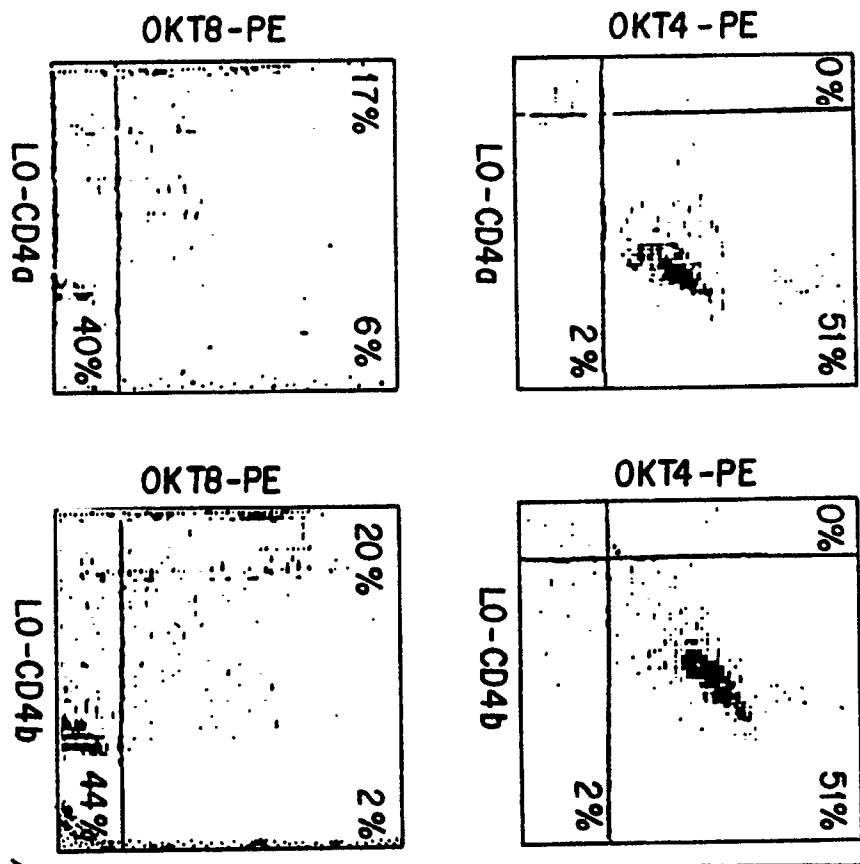 OKT8-PE
OKT4-PE
17%
0%
LO-CD4a
LO-CD4a
40%
6%
2%
51%
OKT8-PE
OKT4-PE
20%
0%
LO-CD4b
LO-CD4b
44%
2%
2%
51%